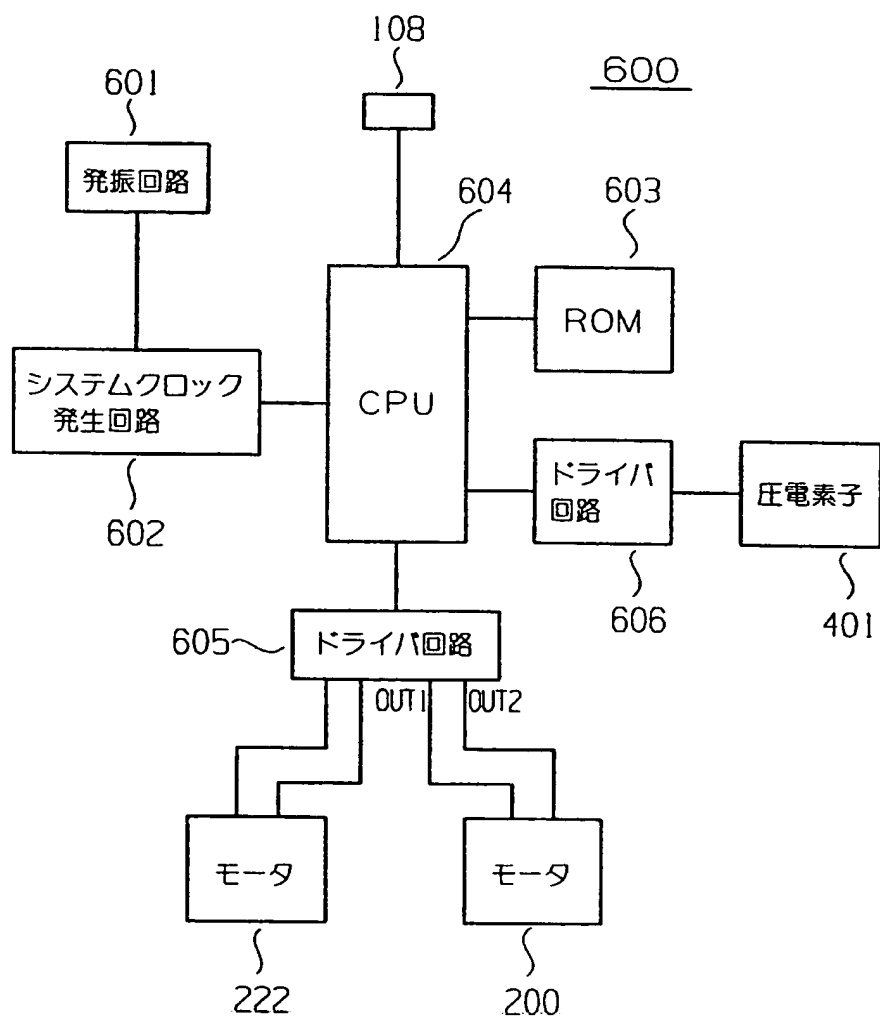 108
600
601
発振回路
604
603
ROM
システムクロック
発生回路
CPU
ドライバ
回路
圧電素子
602
606
401
605
ドライバ回路
OUT1
OUT2
モータ
モータ
222
200